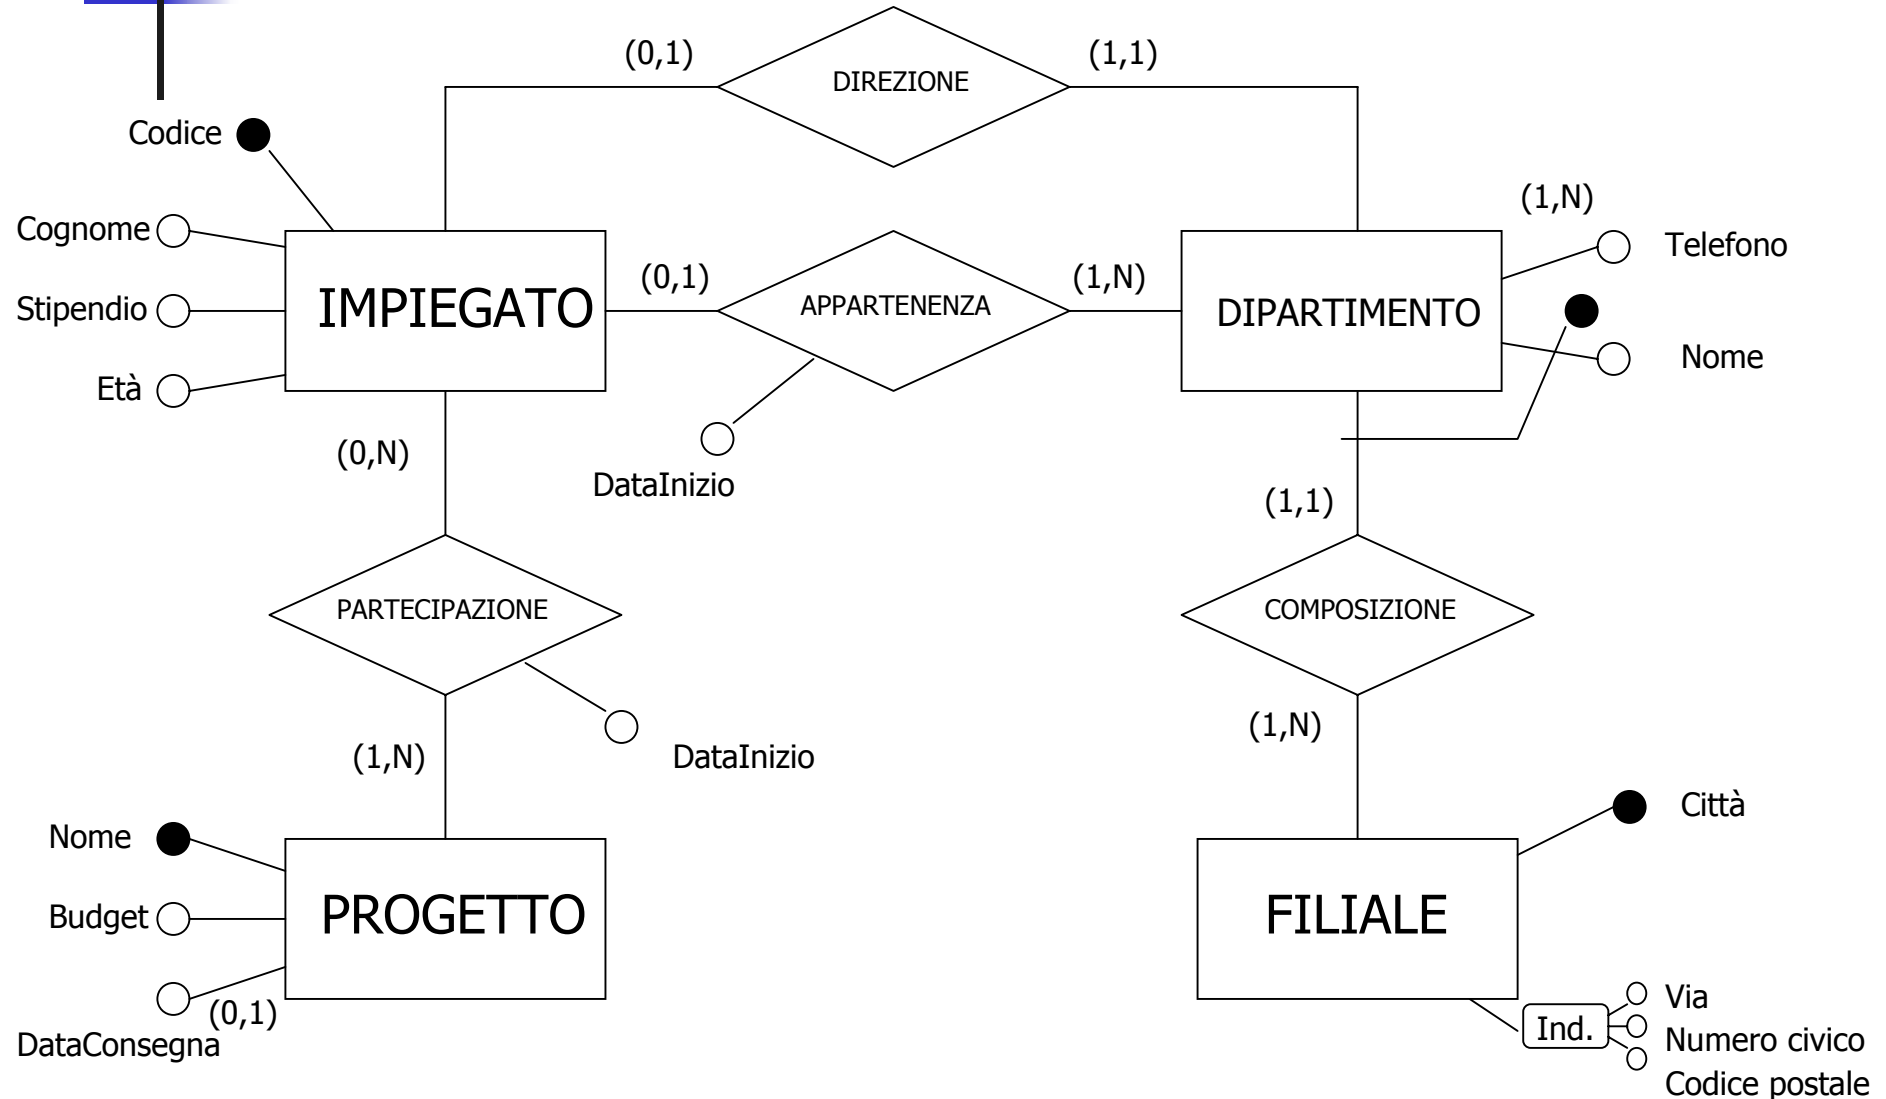 (0,1)
(1,1)
DIREZIONE
Codice
(1,N)
Cognome
Telefono
(0,1)
(1,N)
Stipendio
IMPIEGATO
APPARTENENZA
DIPARTIMENTO
Nome
Età
(0,N)
DataInizio
(1,1)
PARTECIPAZIONE
COMPOSIZIONE
(1,N)
(1,N)
DataInizio
Città
Nome
Budget
PROGETTO
FILIALE
Via
(0,1)
Ind.
Numero civico
DataConsegna
Codice postale